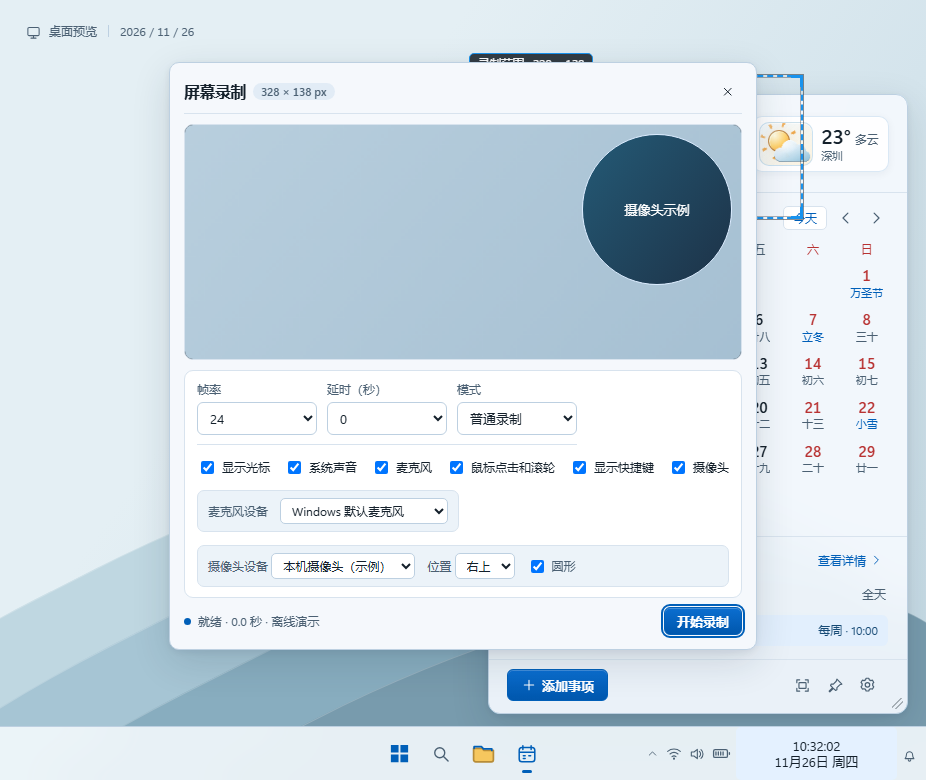 桌面预览 2026 / 11 / 26
屏幕录制 328 × 138 px
23° 多云
深圳
摄像头示例
今天
五 六 日
1
万圣节
6 7 8
八 立冬 三十
13 14 15
初五 初六 初七
20 21 22
十二 十三 小雪
27 28 29
十九 二十 廿一
帧率 延时（秒） 模式
24 0 普通录制
显示光标 系统声音 麦克风 鼠标点击和滚轮 显示快捷键 摄像头
麦克风设备 Windows 默认麦克风
摄像头设备 本机摄像头（示例） 位置 右上 圆形
就绪 · 0.0 秒 · 离线演示 开始录制
查看详情
全天
每周 · 10:00
添加事项
10:32:02
11月26日 周四